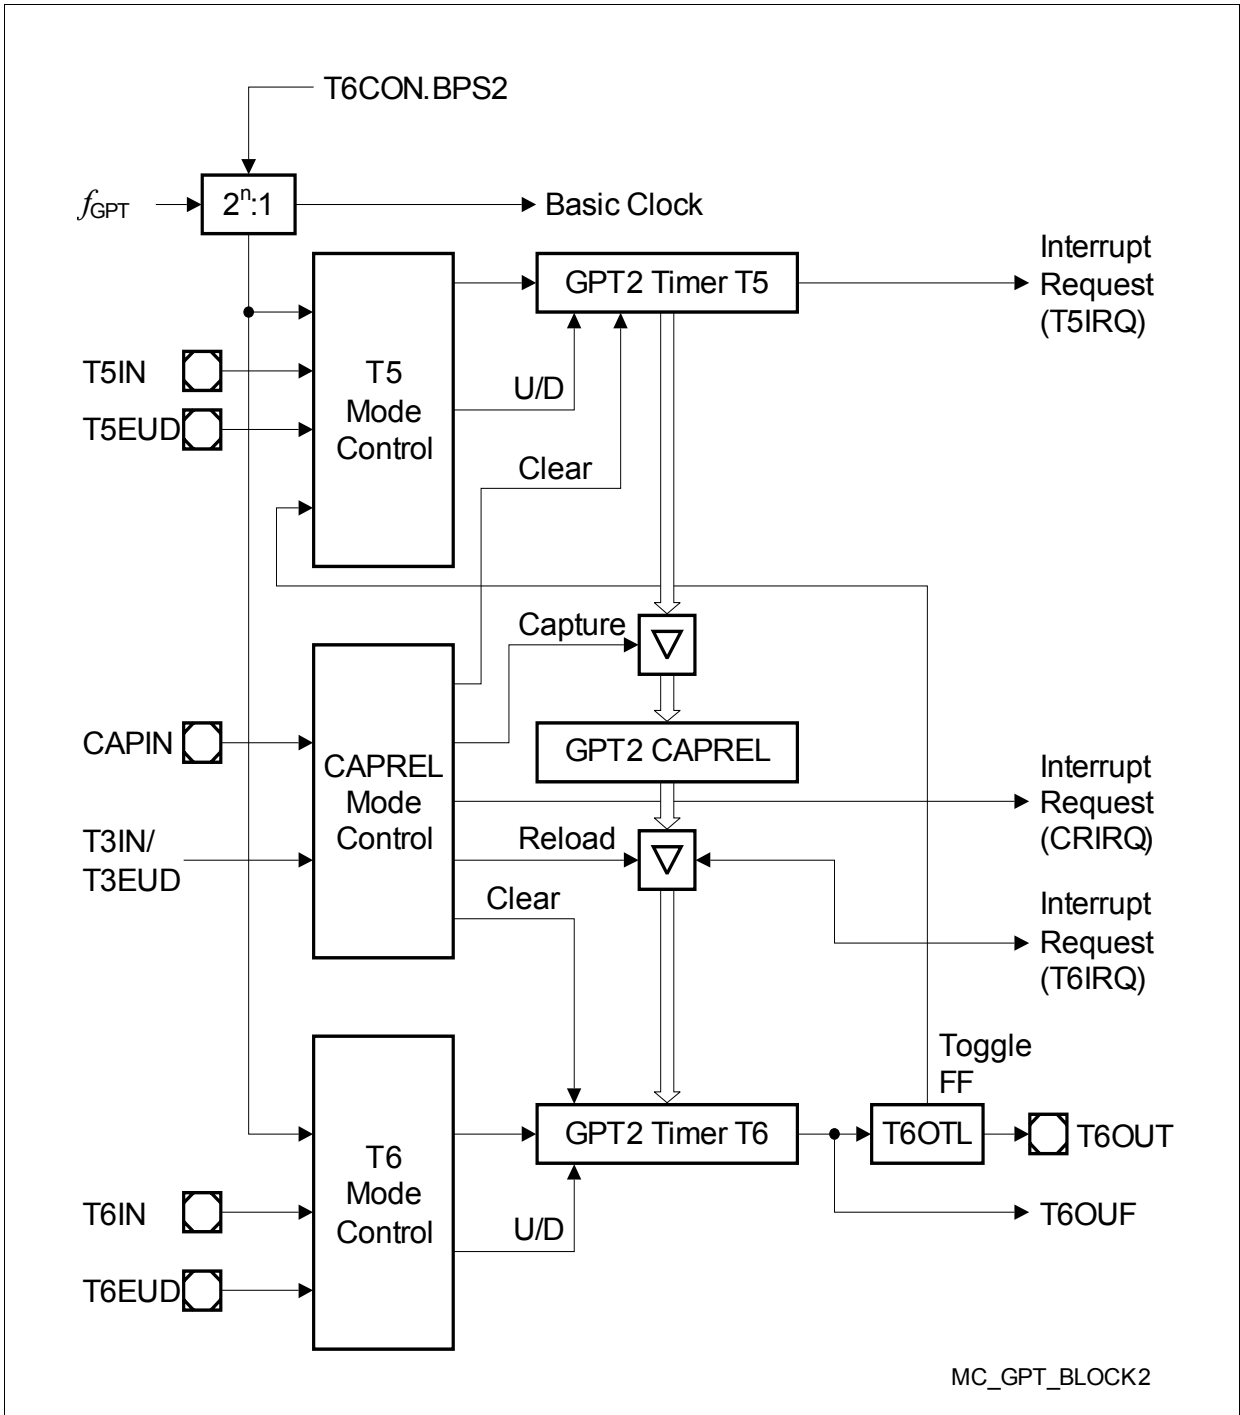 T6CON.BPS2
fGPT
2ⁿ:1
Basic Clock
Interrupt
Request
(T5IRQ)
GPT2 Timer T5
T5IN
T5EUD
T5
Mode
Control
U/D
Clear
Capture
CAPIN
T3IN/
T3EUD
CAPREL
Mode
Control
GPT2 CAPREL
Interrupt
Request
(CRIRQ)
Reload
Clear
Interrupt
Request
(T6IRQ)
Toggle
FF
GPT2 Timer T6
T6OTL
T6OUT
T6IN
T6EUD
T6
Mode
Control
U/D
T6OUF
MC_GPT_BLOCK2